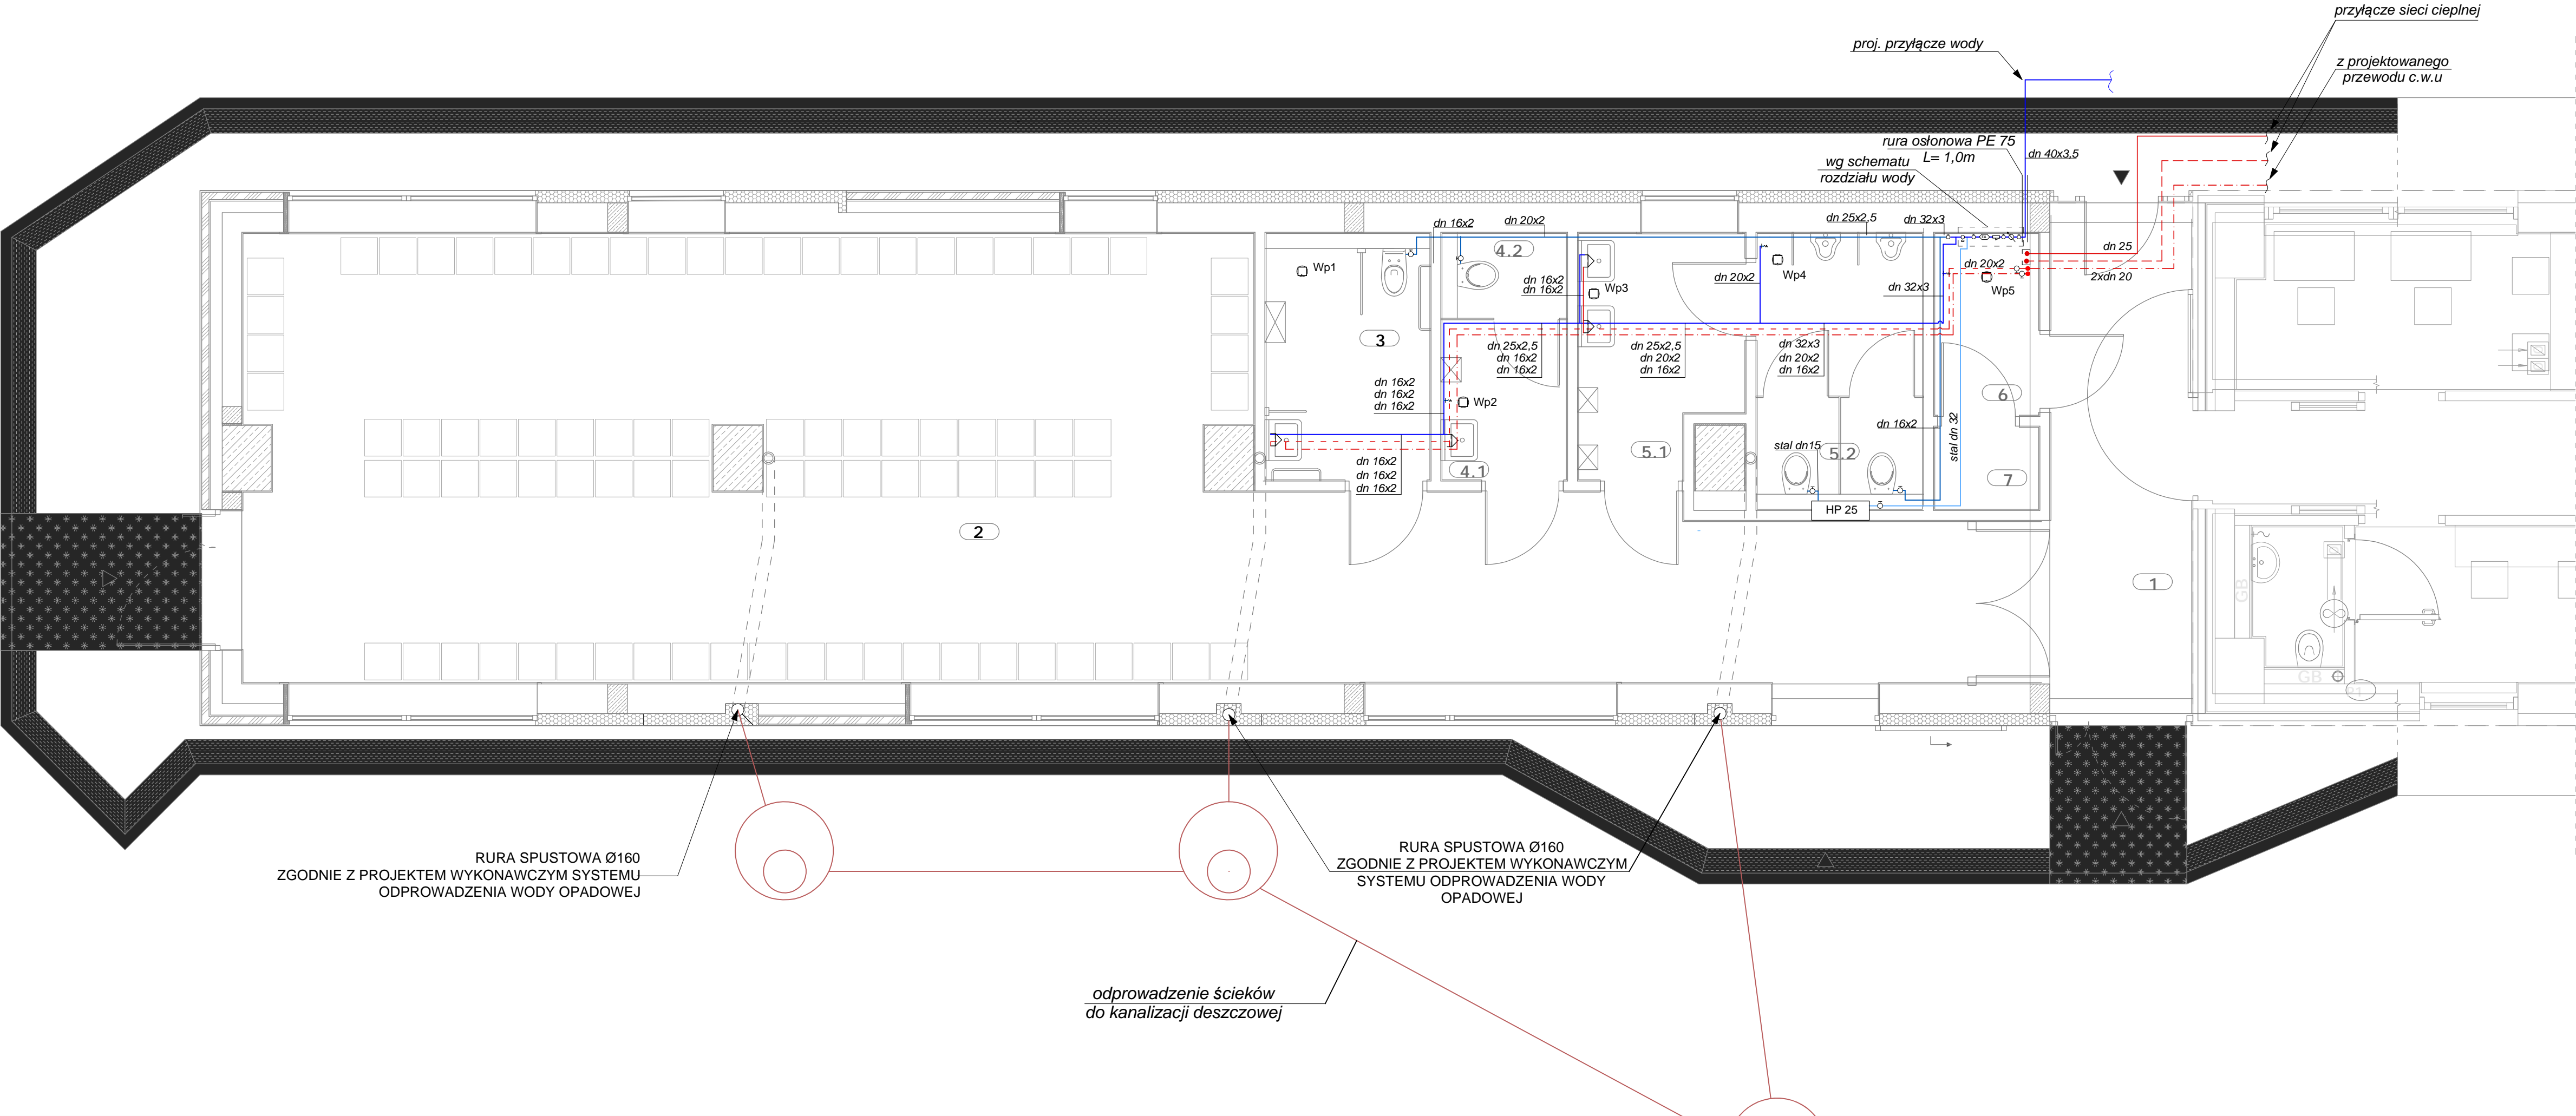 przyłącze sieci cieplnej
proj. przyłącze wody
z projektowanego
przewodu c.w.u
rura osłonowa PE 75
L= 1,0m
dn 40x3,5
wg schematu
rozdziału wody
dn 16x2
dn 20x2
dn 25x2,5
dn 32x3
4.2
dn 25
Wp1
Wp4
dn 20x2
dn 20x2
2xdn 20
dn 16x2
dn 16x2
Wp3
dn 32x3
Wp5
3
dn 25x2,5
dn 16x2
dn 16x2
dn 25x2,5
dn 20x2
dn 16x2
dn 32x3
dn 20x2
dn 16x2
dn 16x2
dn 16x2
dn 16x2
Wp2
6
dn 16x2
stal dn 32
stal dn15
5.1
5.2
dn 16x2
dn 16x2
dn 16x2
4.1
7
HP 25
2
1
GB
GB
RURA SPUSTOWA Ø160
ZGODNIE Z PROJEKTEM WYKONAWCZYM SYSTEMU
ODPROWADZENIA WODY OPADOWEJ
RURA SPUSTOWA Ø160
ZGODNIE Z PROJEKTEM WYKONAWCZYM
SYSTEMU ODPROWADZENIA WODY
OPADOWEJ
odprowadzenie ścieków
do kanalizacji deszczowej